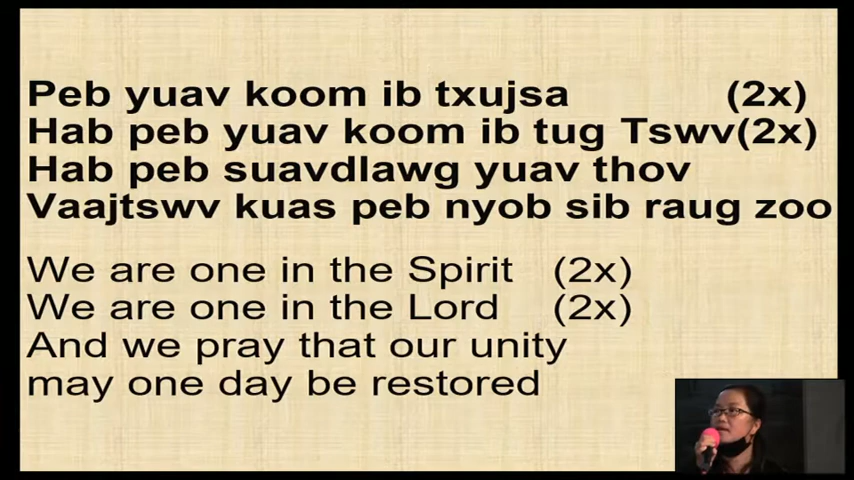 Peb yuav koom ib txujsa (2x)
Hab peb yuav koom ib tug Tswv(2x)
Hab peb suavdlawg yuav thov
Vaajtswv kuas peb nyob sib raug zoo
We are one in the Spirit (2x)
We are one in the Lord (2x)
And we pray that our unity
may one day be restored